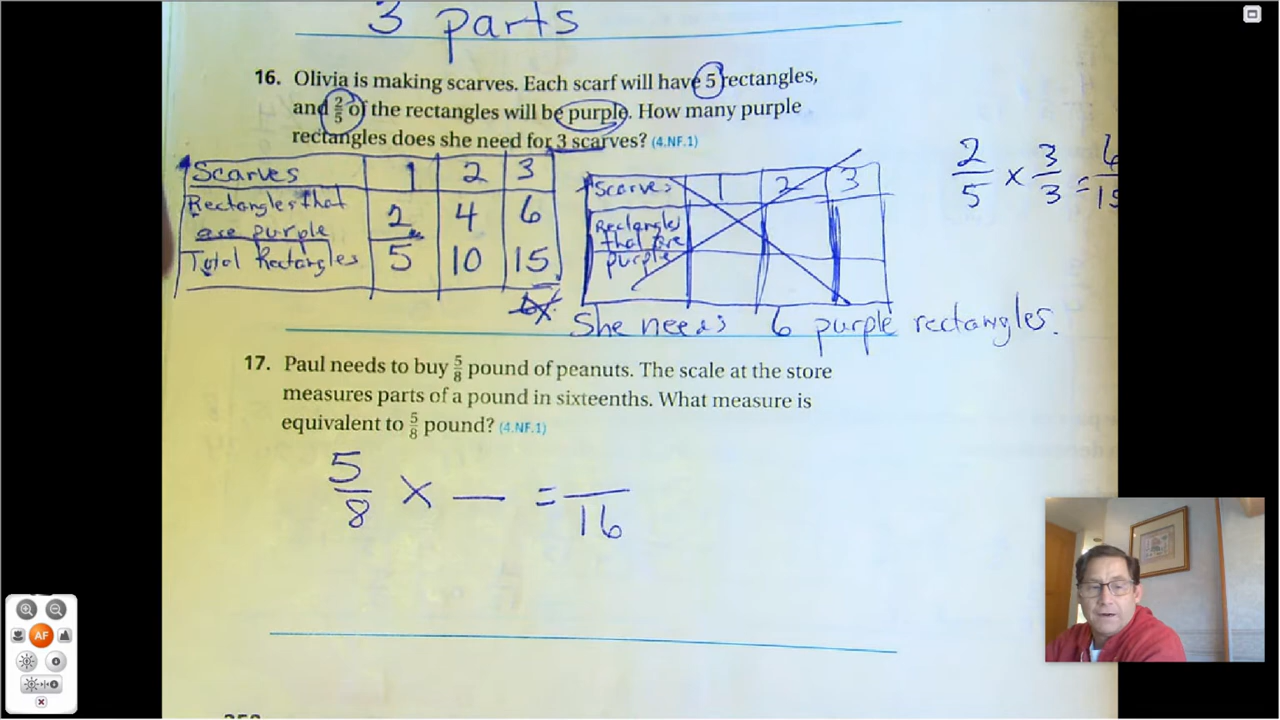 3 parts
16. Olivia is making scarves. Each scarf will have 5 rectangles,
and 2/5 of the rectangles will be purple. How many purple
rectangles does she need for 3 scarves? (4.NF.1)
Scarves 1 2 3
Rectangles that
are purple 2 4 6
Total Rectangles 5 10 15
Scarves 1 2 3
Rectangles
that are
purple
2/5 x 3/3 = 6/15
She needs 6 purple rectangles.
17. Paul needs to buy 5/8 pound of peanuts. The scale at the store
measures parts of a pound in sixteenths. What measure is
equivalent to 5/8 pound? (4.NF.1)
5/8 x — = —/16
AF